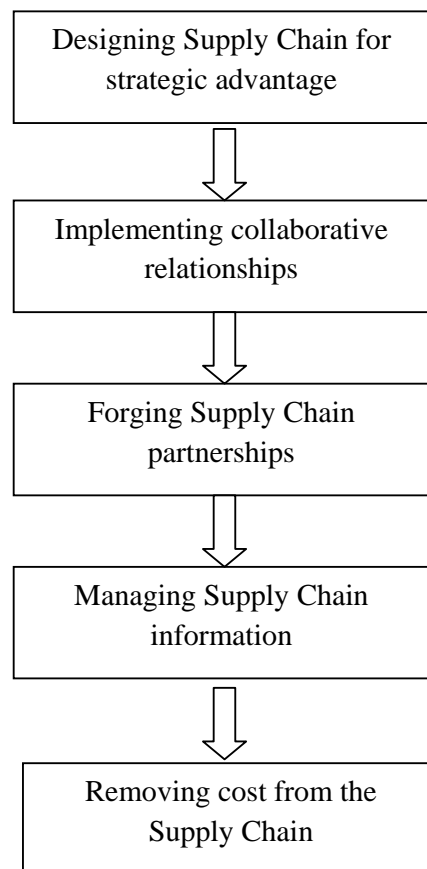 Designing Supply Chain for
strategic advantage
Implementing collaborative
relationships
Forging Supply Chain
partnerships
Managing Supply Chain
information
Removing cost from the
Supply Chain